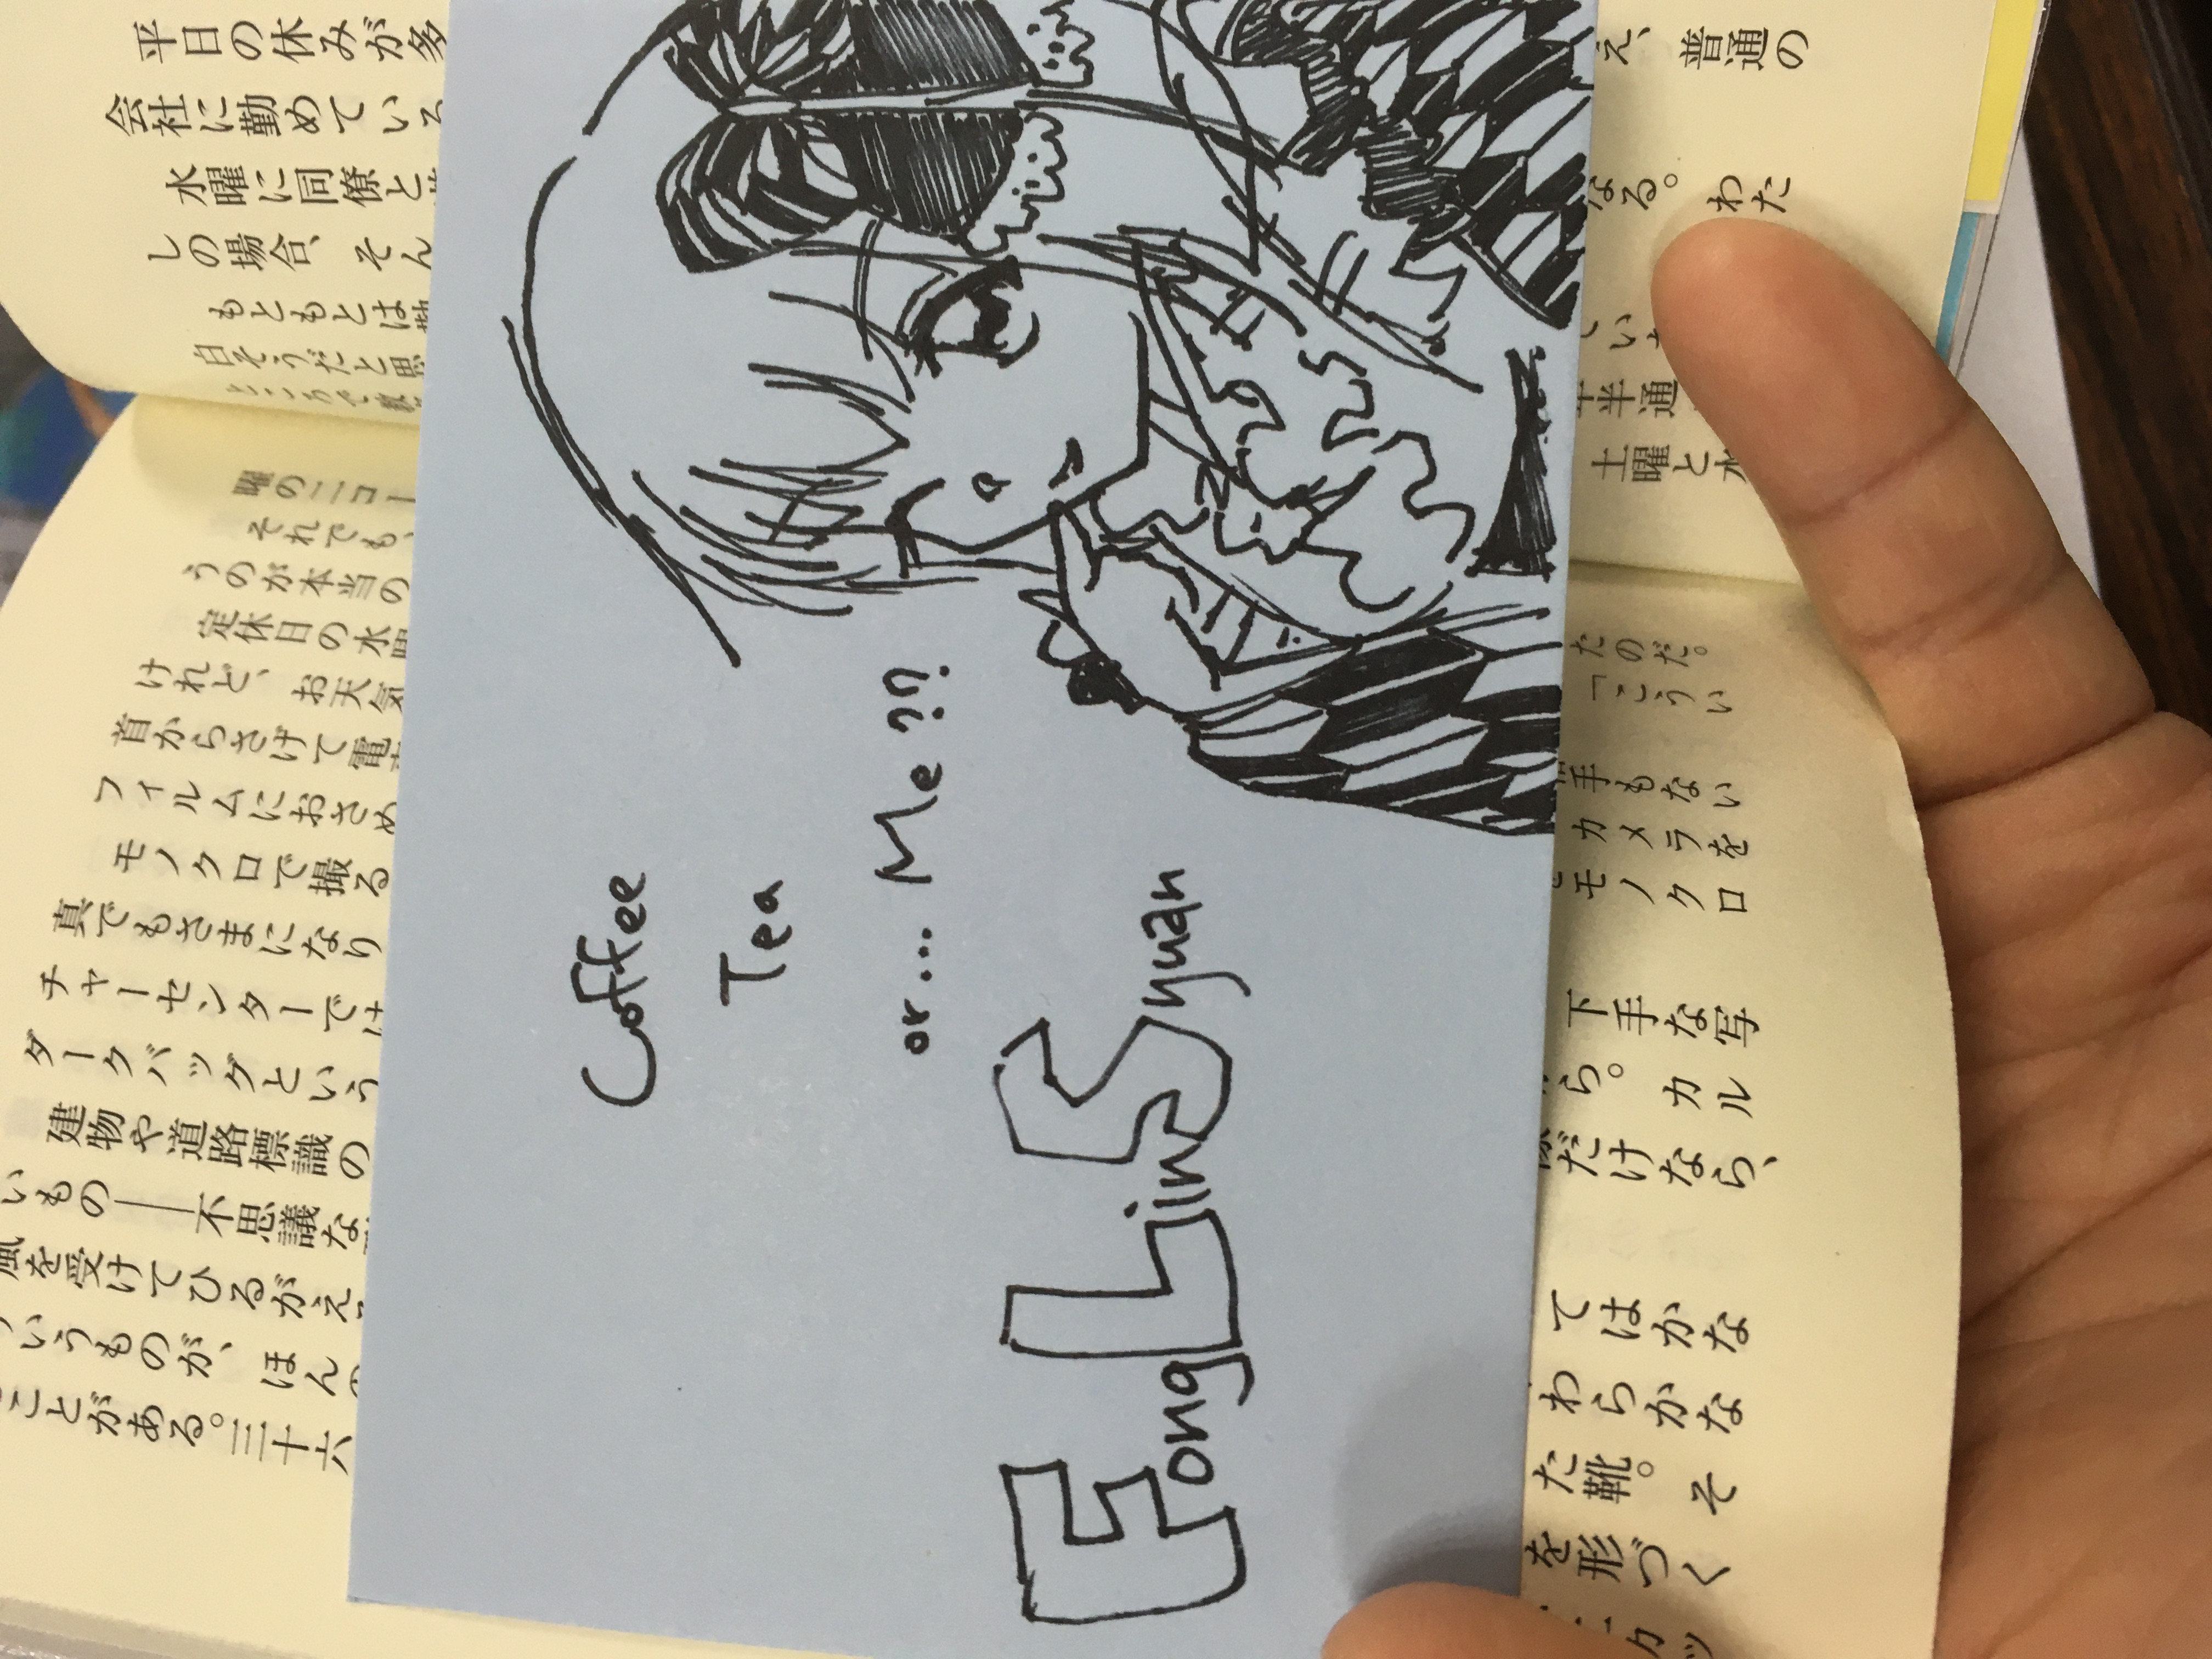 Coffee
Tea
or... Me??
FongLinSyuan
平日の休みが多
会社に勤めている
水曜に同僚と
しの場合、そん
もともとは勤
白そうだと思
曜のニコー
それでも、
うのが本当の
定休日の水曜
けれど、お天気
首からさげて電車
フィルムにおさめ
モノクロで撮る
真でもさまになり
チャーセンターでは
ダークバッグという
建物や道路標識の
いもの――不思議な
風を受けてひるがえる
いうものが、ほんの
ことがある。三十六
え、普通の
なる。わた
ていた
年半通
土曜と水
たのだ。
「こうい
相手もない
カメラを
をモノクロ
下手な写
ら。カル
像だけなら、
てはかな
わらかな
た靴。そ
を形づく